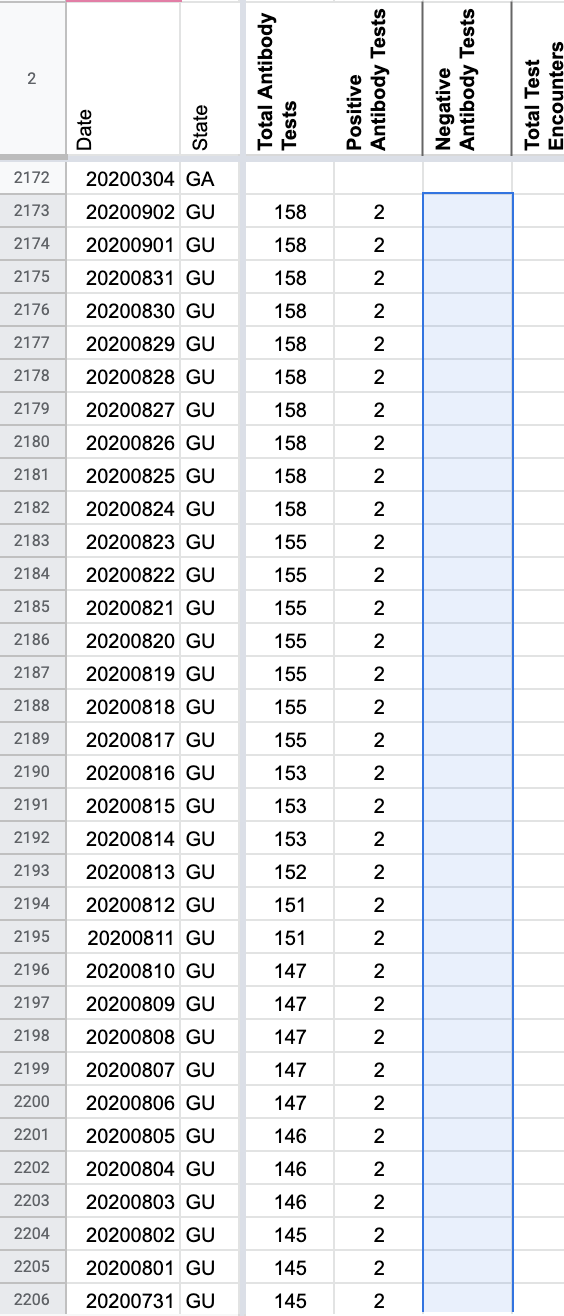 2 Date State Total Antibody Tests Positive Antibody Tests Negative Antibody Tests Total Test Encounters
2172 20200304 GA
2173 20200902 GU 158 2
2174 20200901 GU 158 2
2175 20200831 GU 158 2
2176 20200830 GU 158 2
2177 20200829 GU 158 2
2178 20200828 GU 158 2
2179 20200827 GU 158 2
2180 20200826 GU 158 2
2181 20200825 GU 158 2
2182 20200824 GU 158 2
2183 20200823 GU 155 2
2184 20200822 GU 155 2
2185 20200821 GU 155 2
2186 20200820 GU 155 2
2187 20200819 GU 155 2
2188 20200818 GU 155 2
2189 20200817 GU 155 2
2190 20200816 GU 153 2
2191 20200815 GU 153 2
2192 20200814 GU 153 2
2193 20200813 GU 152 2
2194 20200812 GU 151 2
2195 20200811 GU 151 2
2196 20200810 GU 147 2
2197 20200809 GU 147 2
2198 20200808 GU 147 2
2199 20200807 GU 147 2
2200 20200806 GU 147 2
2201 20200805 GU 146 2
2202 20200804 GU 146 2
2203 20200803 GU 146 2
2204 20200802 GU 145 2
2205 20200801 GU 145 2
2206 20200731 GU 145 2